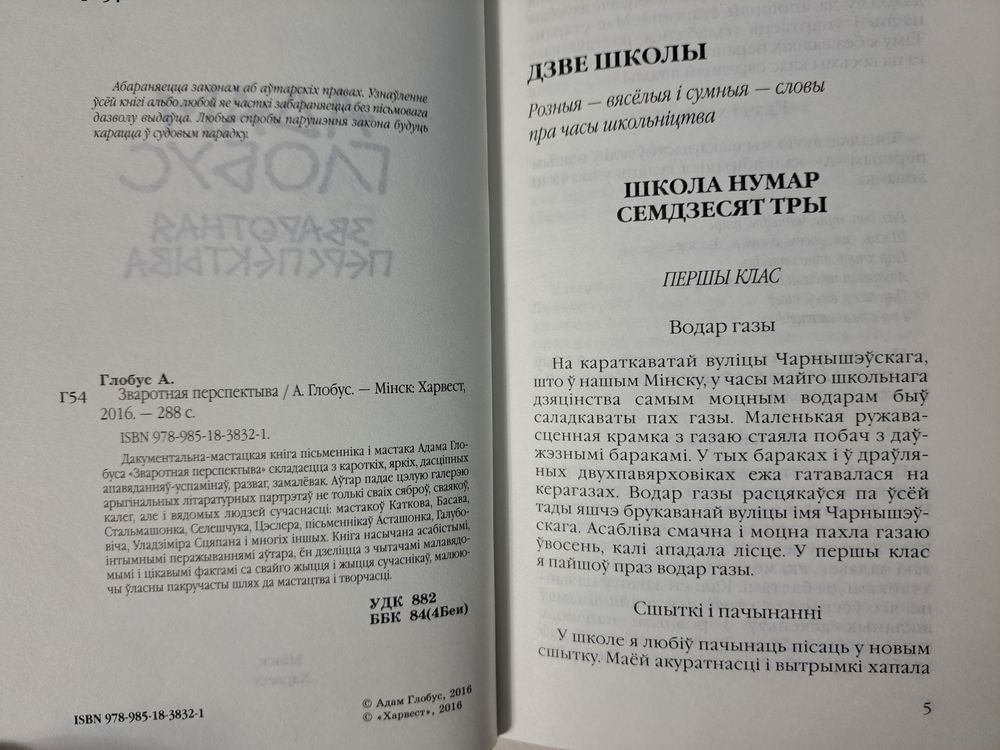 Абараняецца законам аб аўтарскіх правах. Узнаўленне
ўсёй кнігі альбо любой яе часткі забараняецца без пісьмовага
дазволу выдаўца. Любыя спробы парушэння закона будуць
карацца ў судовым парадку.
ГЛОБУС
ЗВАРОТНАЯ
ПЕРСПЕКТЫВА
Глобус А.
Г54 Зваротная перспектыва / А. Глобус. — Мінск: Харвест,
2016. — 288 с.
ISBN 978-985-18-3832-1.
Дакументальна-мастацкая кніга пісьменніка і мастака Адама Гло-
буса «Зваротная перспектыва» складаецца з кароткіх, яркіх, дасціпных
апавяданняў-успамінаў, разваг, замалёвак. Аўтар падае цэлую галерэю
арыгінальных літаратурных партрэтаў не толькі сваіх сяброў, сваякоў,
калег, але і вядомых людзей сучаснасці: мастакоў Каткова, Басава,
Стальмашонка, Селешчука, Цэслера, пісьменнікаў Асташонка, Галубо-
віча, Уладзіміра Сцяпана і многіх іншых. Кніга насычана асабістымі,
інтымнымі перажываннямі аўтара, ён дзеліцца з чытачамі малавядо-
мымі і цікавымі фактамі са свайго жыцця і жыцця сучаснікаў, малюю-
чы ўласны пакручасты шлях да мастацтва і творчасці.
УДК 882
ББК 84(4Беи)
Мінск
Харвест
ISBN 978-985-18-3832-1
© Адам Глобус, 2016
© «Харвест», 2016
ДЗВЕ ШКОЛЫ
Розныя — вясёлыя і сумныя — словы
пра часы школьніцтва
ШКОЛА НУМАР
СЕМДЗЕСЯТ ТРЫ
ПЕРШЫ КЛАС
Водар газы
На караткаватай вуліцы Чарнышэўскага,
што ў нашым Мінску, у часы майго школьнага
дзяцінства самым моцным водарам быў
саладкаваты пах газы. Маленькая ружава-
сценная крамка з газаю стаяла побач з даў-
жэзнымі баракамі. У тых бараках і ў драўля-
ных двухпавярховіках ежа гатавалася на
керагазах. Водар газы расцякаўся па ўсёй
тады яшчэ брукаванай вуліцы імя Чарнышэў-
скага. Асабліва смачна і моцна пахла газаю
ўвосень, калі ападала лісце. У першы клас
я пайшоў праз водар газы.
Сшыткі і пачынанні
У школе я любіў пачынаць пісаць у новым
сшытку. Маёй акуратнасці і вытрымкі хапала
5